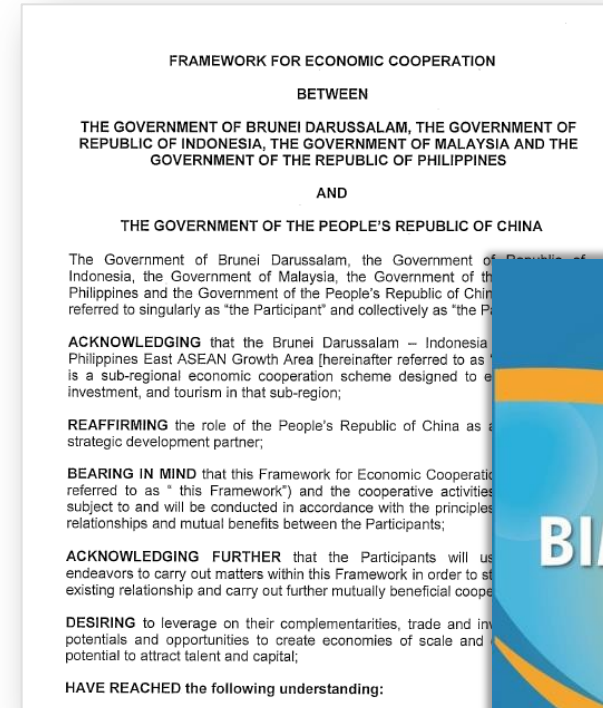 FRAMEWORK FOR ECONOMIC COOPERATION
BETWEEN
THE GOVERNMENT OF BRUNEI DARUSSALAM, THE GOVERNMENT OF
REPUBLIC OF INDONESIA, THE GOVERNMENT OF MALAYSIA AND THE
GOVERNMENT OF THE REPUBLIC OF PHILIPPINES
AND
THE GOVERNMENT OF THE PEOPLE'S REPUBLIC OF CHINA
The Government of Brunei Darussalam, the Government of Republic of
Indonesia, the Government of Malaysia, the Government of th
Philippines and the Government of the People's Republic of Chin
referred to singularly as “the Participant” and collectively as “the P
ACKNOWLEDGING that the Brunei Darussalam – Indonesia
Philippines East ASEAN Growth Area [hereinafter referred to as
is a sub-regional economic cooperation scheme designed to e
investment, and tourism in that sub-region;
REAFFIRMING the role of the People's Republic of China as a
strategic development partner;
BEARING IN MIND that this Framework for Economic Cooperatio
referred to as “ this Framework”) and the cooperative activities
subject to and will be conducted in accordance with the principles
relationships and mutual benefits between the Participants;
ACKNOWLEDGING FURTHER that the Participants will us
endeavors to carry out matters within this Framework in order to st
existing relationship and carry out further mutually beneficial coope
DESIRING to leverage on their complementarities, trade and inv
potentials and opportunities to create economies of scale and
potential to attract talent and capital;
HAVE REACHED the following understanding:
BI